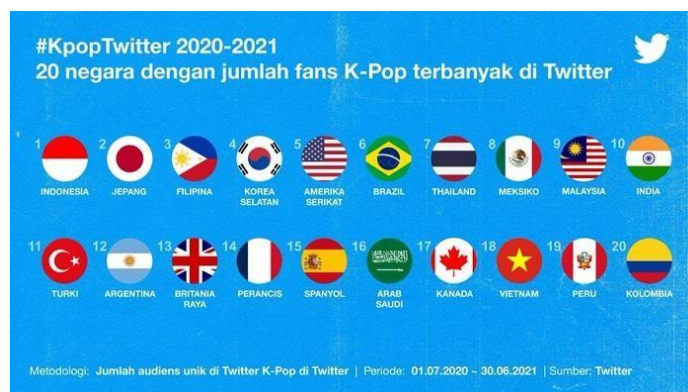 #KpopTwitter 2020-2021
20 negara dengan jumlah fans K-Pop terbanyak di Twitter
1 2 3 4 5 6 7 8 9 10
INDONESIA JEPANG FILIPINA KOREA SELATAN AMERIKA SERIKAT BRAZIL THAILAND MEKSIKO MALAYSIA INDIA
11 12 13 14 15 16 17 18 19 20
TURKI ARGENTINA BRITANIA RAYA PERANCIS SPANYOL ARAB SAUDI KANADA VIETNAM PERU KOLOMBIA
Metodologi: Jumlah audiens unik di Twitter K-Pop di Twitter | Periode: 01.07.2020 ~ 30.06.2021 | Sumber: Twitter